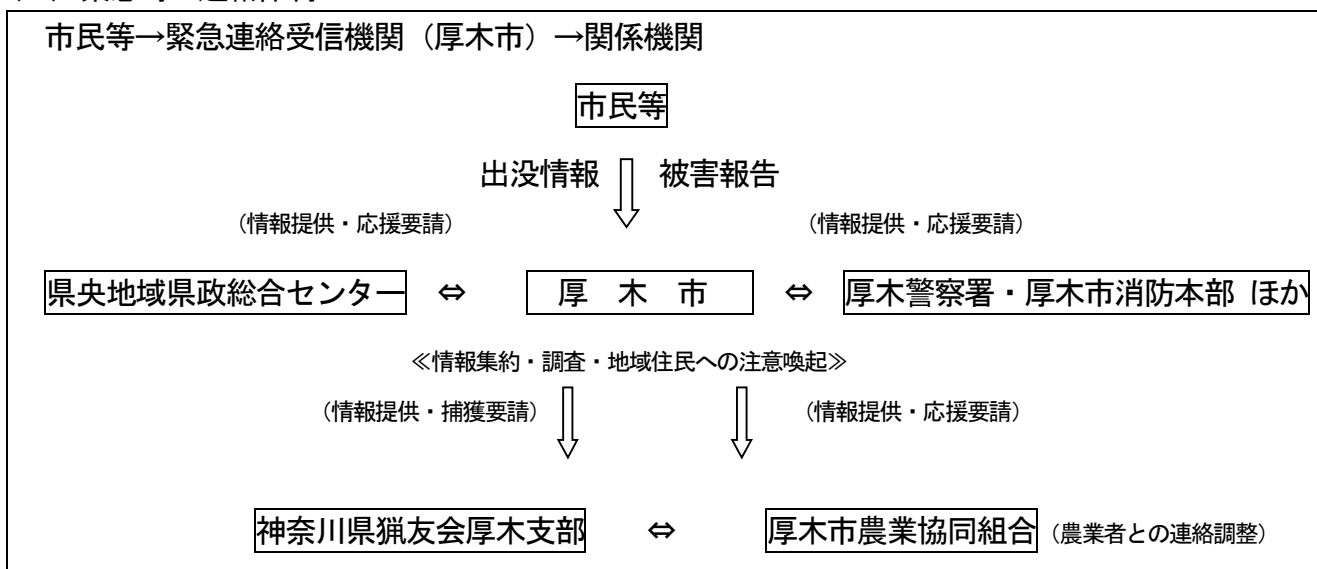 市民等→緊急連絡受信機関（厚木市）→関係機関
市民等
出没情報 被害報告
（情報提供・応援要請） （情報提供・応援要請）
県央地域県政総合センター ⇔ 厚 木 市 ⇔ 厚木警察署・厚木市消防本部 ほか
≪情報集約・調査・地域住民への注意喚起≫
（情報提供・捕獲要請） （情報提供・応援要請）
神奈川県猟友会厚木支部 ⇔ 厚木市農業協同組合（農業者との連絡調整）